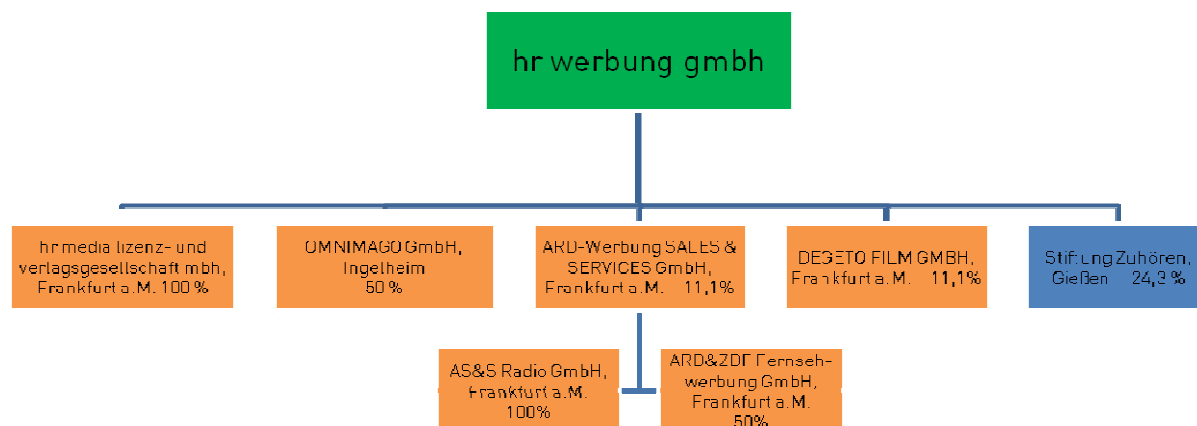 hr werbung gmbh
hr media lizenz- und
verlagsgesellschaft mbh,
Frankfurt a.M. 100 %
OMNIMAGO GmbH,
Ingelheim
50 %
ARD-Werbung SALES &
SERVICES GmbH,
Frankfurt a.M. 11,1%
DEGETO FILM GMBH,
Frankfurt a.M. 11,1%
Stiftung Zuhören,
Gießen 24,3 %
AS&S Radio GmbH,
Frankfurt a.M.
100%
ARD&ZDF Fernseh-
werbung GmbH,
Frankfurt a.M.
50%